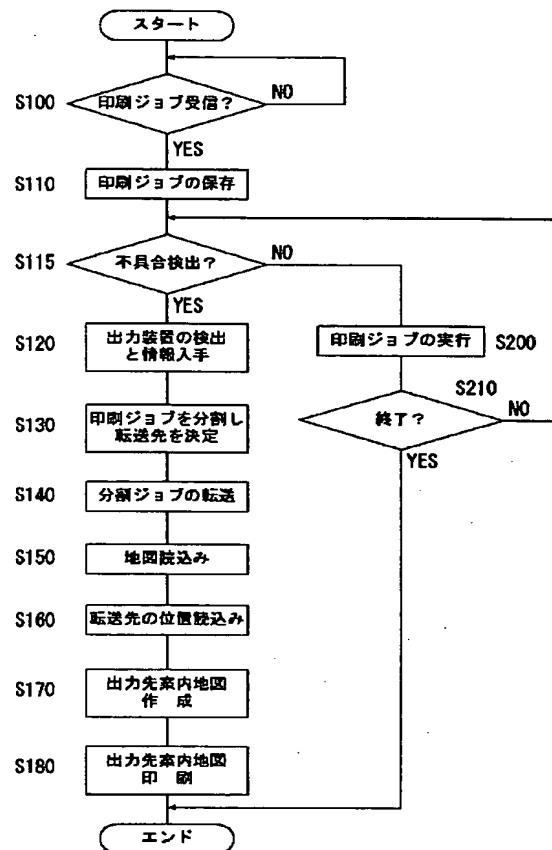 スタート
S100
印刷ジョブ受信?
NO
YES
S110
印刷ジョブの保存
S115
不具合検出?
NO
YES
S120
出力装置の検出
と情報入手
印刷ジョブの実行
S200
S130
印刷ジョブを分割し
転送先を決定
S210
終了?
NO
YES
S140
分割ジョブの転送
S150
地図読込み
S160
転送先の位置読込み
S170
出力先案内地図
作 成
S180
出力先案内地図
印 刷
エンド